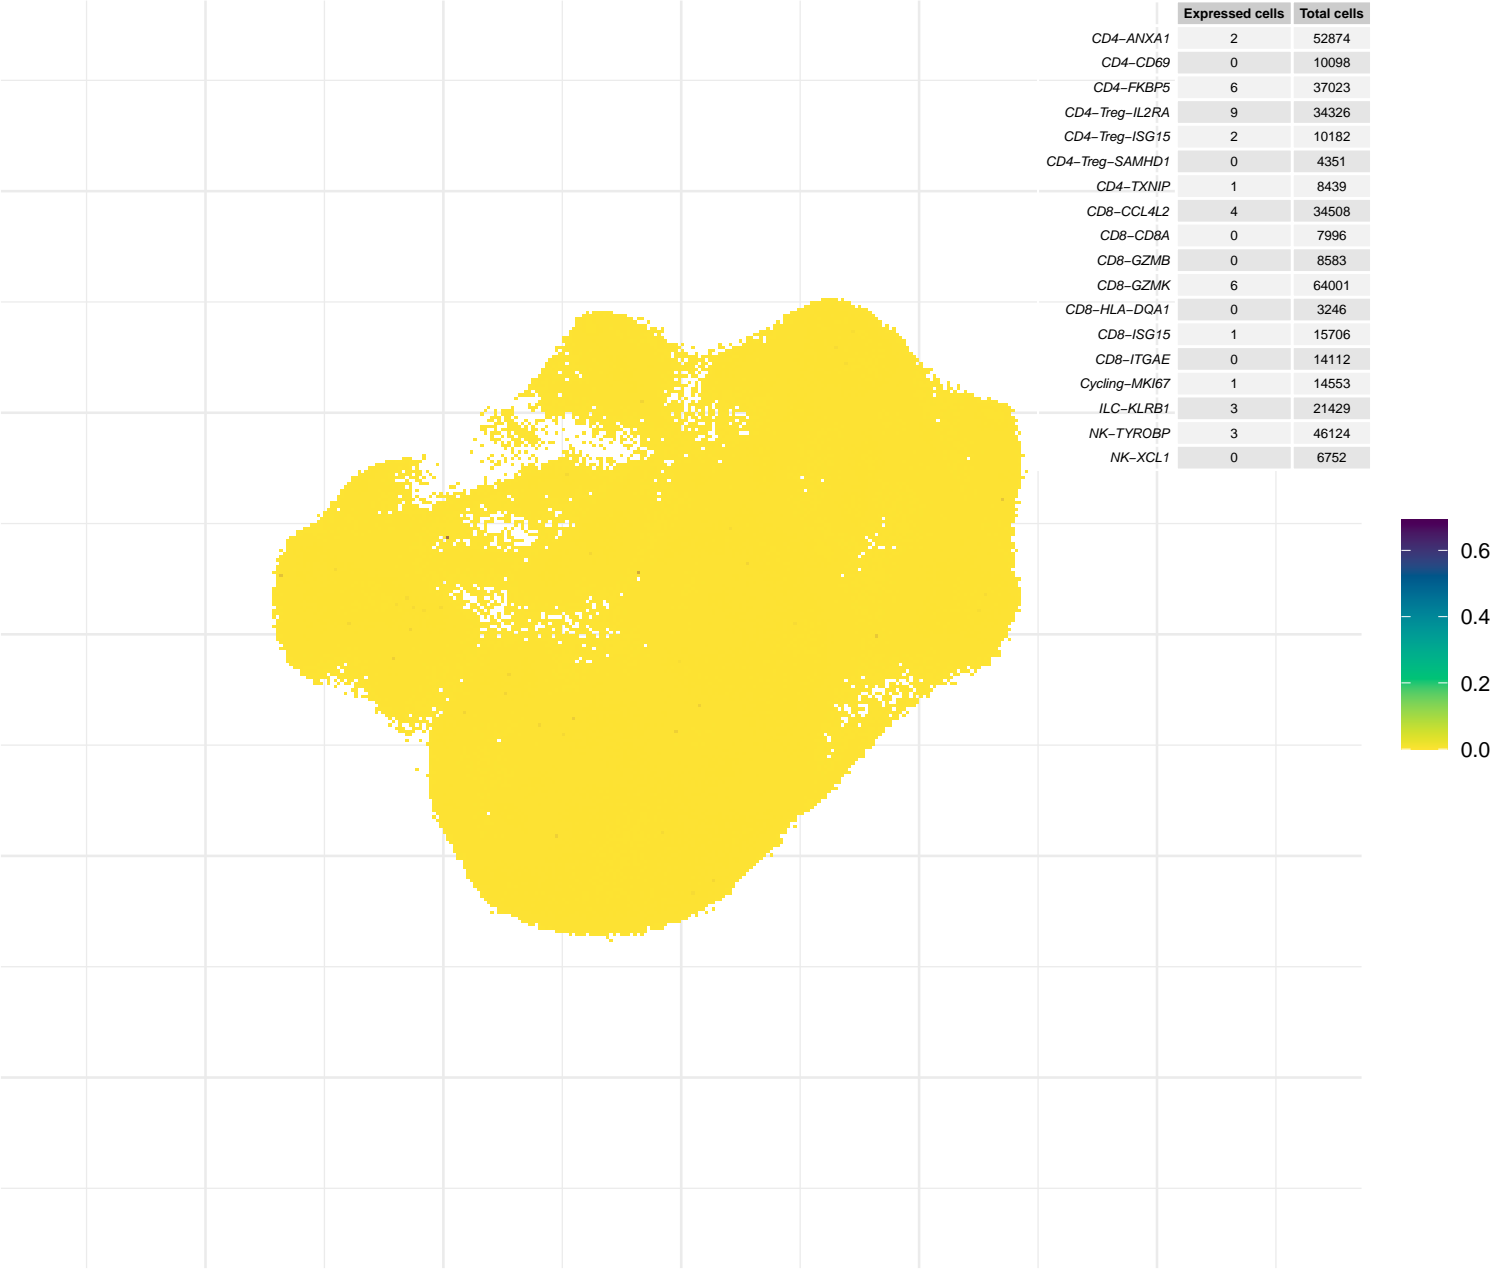 Expressed cells Total cells
CD4−ANXA1 2 52874
CD4−CD69 0 10098
CD4−FKBP5 6 37023
CD4−Treg−IL2RA 9 34326
CD4−Treg−ISG15 2 10182
CD4−Treg−SAMHD1 0 4351
CD4−TXNIP 1 8439
CD8−CCL4L2 4 34508
CD8−CD8A 0 7996
CD8−GZMB 0 8583
CD8−GZMK 6 64001
CD8−HLA−DQA1 0 3246
CD8−ISG15 1 15706
CD8−ITGAE 0 14112
Cycling−MKI67 1 14553
ILC−KLRB1 3 21429
NK−TYROBP 3 46124
NK−XCL1 0 6752
0.6
0.4
0.2
0.0